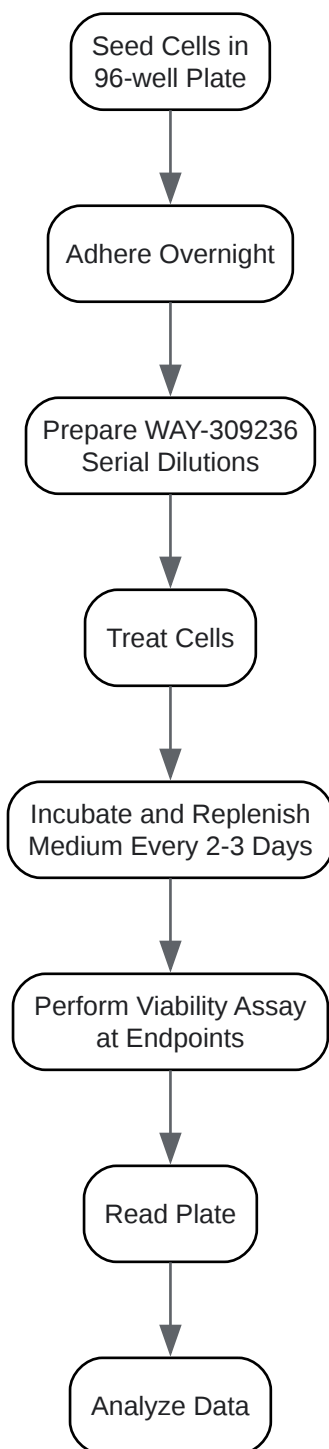 Seed Cells in
96-well Plate
Adhere Overnight
Prepare WAY-309236
Serial Dilutions
Treat Cells
Incubate and Replenish
Medium Every 2-3 Days
Perform Viability Assay
at Endpoints
Read Plate
Analyze Data